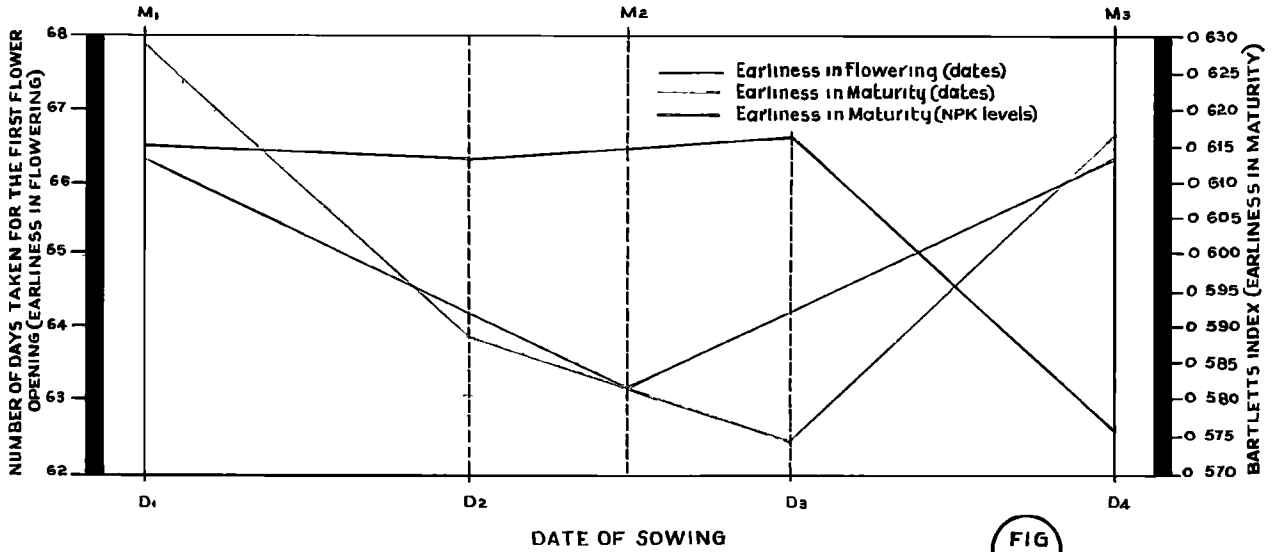 M1 M2 M3
NUMBER OF DAYS TAKEN FOR THE FIRST FLOWER
OPENING (EARLINESS IN FLOWERING)
68
67
66
65
64
63
62
Earliness in Flowering (dates)
Earliness in Maturity (dates)
Earliness in Maturity (NPK levels)
0 630
0 625
0 620
0 615
0 610
0 605
0 600
0 595
0 590
0 585
0 580
0 575
0 570
BARTLETTS INDEX (EARLINESS IN MATURITY)
D1 D2 D3 D4
DATE OF SOWING
FIG